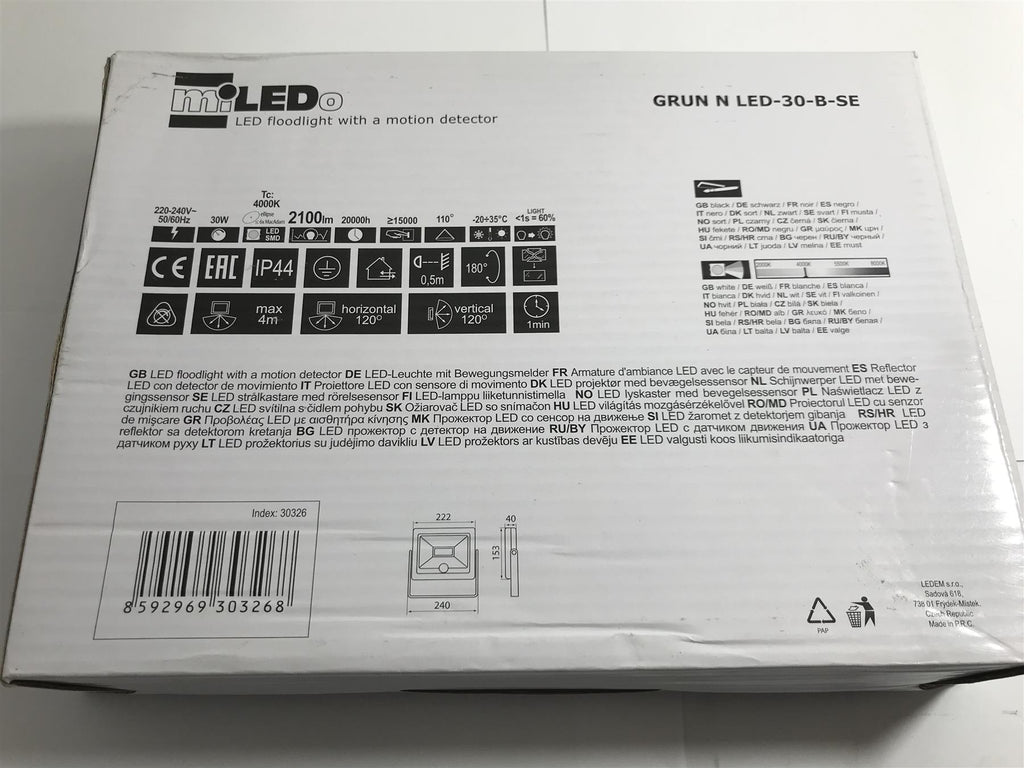 miLEDo
LED floodlight with a motion detector
GRUN N LED-30-B-SE
220-240V~
50/60Hz
30W
Tc:
4000K
ellipse
LED
SMD
2100lm
20000h
≥15000
110°
-20÷35°C
LIGHT
<1s = 60%
CE
EAC
IP44
0,5m
180°
max
4m
horizontal
120°
vertical
120°
1min
GB black / DE schwarz / FR noir / ES negro /
IT nero / DK sort / NL zwart / SE svart / FI musta /
NO sort / PL czarny / CZ černá / SK čierna /
HU fekete / RO/MD negru / GR μαύρος / MK црн /
SI črni / RS/HR crna / BG черен / RU/BY черный /
UA чорний / LT juoda / LV melna / EE must
2000K 4000K 5500K 8000K
GB white / DE weiß / FR blanche / ES blanca /
IT bianca / DK hvid / NL wit / SE vit / FI valkoinen /
NO hvit / PL biała / CZ bílá / SK biela /
HU fehér / RO/MD alb / GR λευκό / MK бело /
SI bela / RS/HR bela / BG бяла / RU/BY белая /
UA біла / LT balta / LV balta / EE valge
GB LED floodlight with a motion detector DE LED-Leuchte mit Bewegungsmelder FR Armature d'ambiance LED avec le capteur de mouvement ES Reflector
LED con detector de movimiento IT Proiettore LED con sensore di movimento DK LED projektør med bevægelsessensor NL Schijnwerper LED met bewe-
gingssensor SE LED strålkastare med rörelsesensor FI LED-lamppu liiketunnistimella NO LED lyskaster med bevegelsessensor PL Naświetlacz LED z
czujnikiem ruchu CZ LED svítilna s čidlem pohybu SK Ožiarovač LED so snímačom HU LED világítás mozgásérzékelővel RO/MD Proiectorul LED cu senzor
de mișcare GR Προβολέας LED με αισθητήρα κίνησης MK Прожектор LED со сензор на движење SI LED žaromet z detektorjem gibanja RS/HR LED
reflektor sa detektorom kretanja BG LED прожектор с детектор на движение RU/BY Прожектор LED с датчиком движения UA Прожектор LED з
датчиком руху LT LED prožektorius su judėjimo davikliu LV LED prožektors ar kustības devēju EE LED valgusti koos liikumisindikaatoriga
Index: 30326
8 592969 303268
222
40
153
240
PAP
LEDEM s.r.o.,
Sadová 618,
738 01 Frýdek-Místek,
Czech Republic
Made in P.R.C.